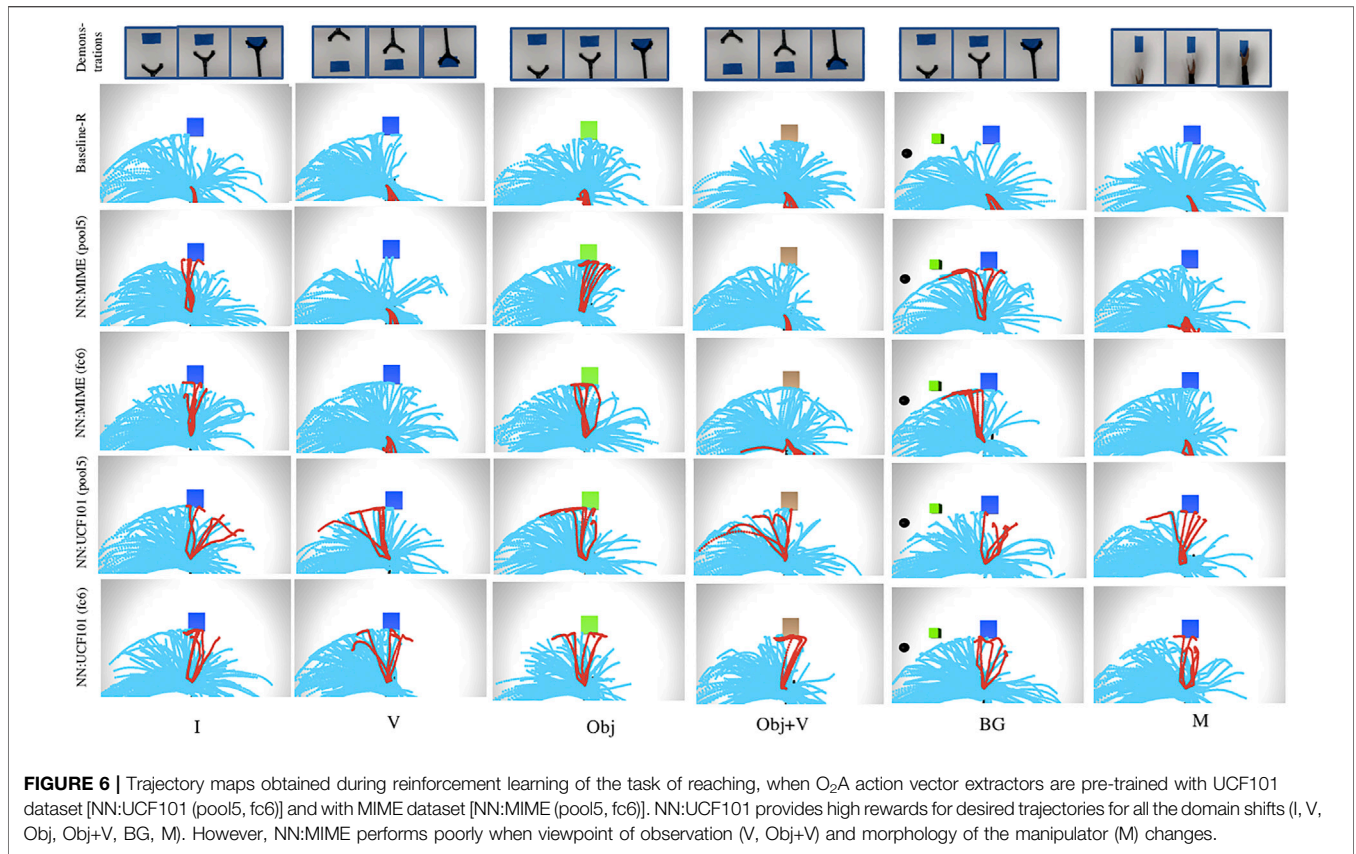 Demons-
trations
Baseline-R
NN:MIME (pool5)
NN:MIME (fc6)
NN:UCF101 (pool5)
NN:UCF101 (fc6)
I
V
Obj
Obj+V
BG
M
FIGURE 6 | Trajectory maps obtained during reinforcement learning of the task of reaching, when O₂A action vector extractors are pre-trained with UCF101
dataset [NN:UCF101 (pool5, fc6)] and with MIME dataset [NN:MIME (pool5, fc6)]. NN:UCF101 provides high rewards for desired trajectories for all the domain shifts (I, V,
Obj, Obj+V, BG, M). However, NN:MIME performs poorly when viewpoint of observation (V, Obj+V) and morphology of the manipulator (M) changes.